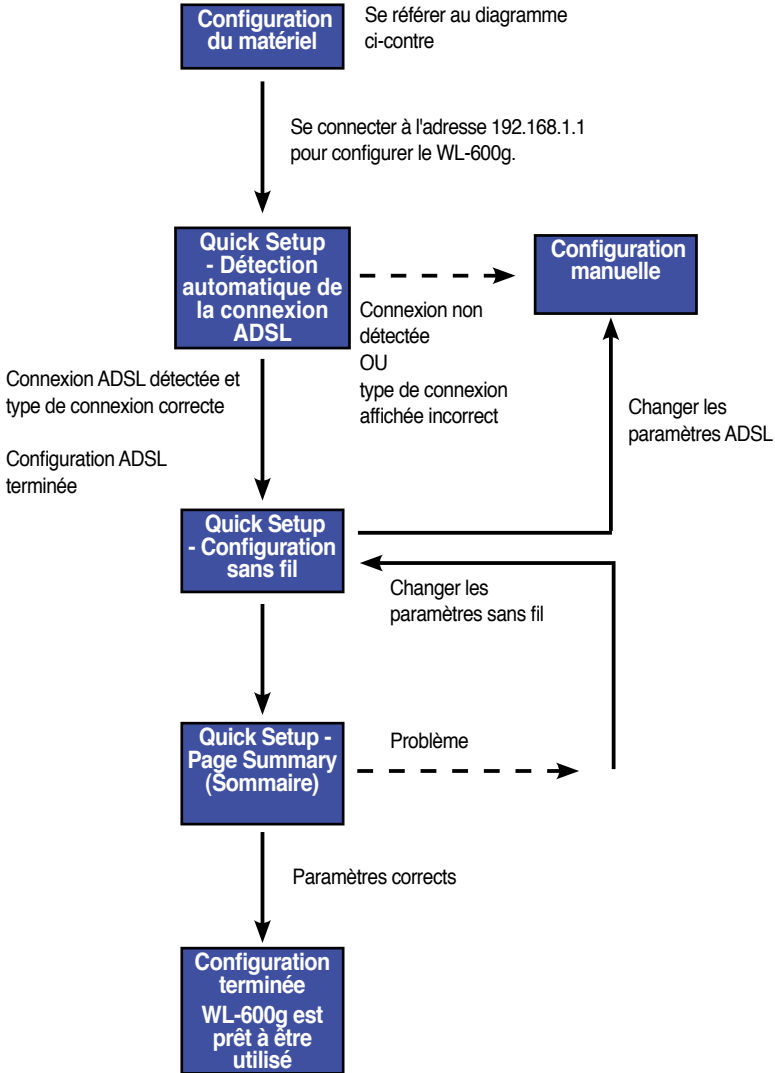 Configuration
du matériel
Se référer au diagramme
ci-contre
Se connecter à l'adresse 192.168.1.1
pour configurer le WL-600g.
Quick Setup
- Détection
automatique de
la connexion
ADSL
Configuration
manuelle
Connexion non
détectée
OU
type de connexion
affichée incorrect
Connexion ADSL détectée et
type de connexion correcte
Configuration ADSL
terminée
Changer les
paramètres ADSL
Quick Setup
- Configuration
sans fil
Changer les
paramètres sans fil
Quick Setup -
Page Summary
(Sommaire)
Problème
Paramètres corrects
Configuration
terminée
WL-600g est
prêt à être
utilisé